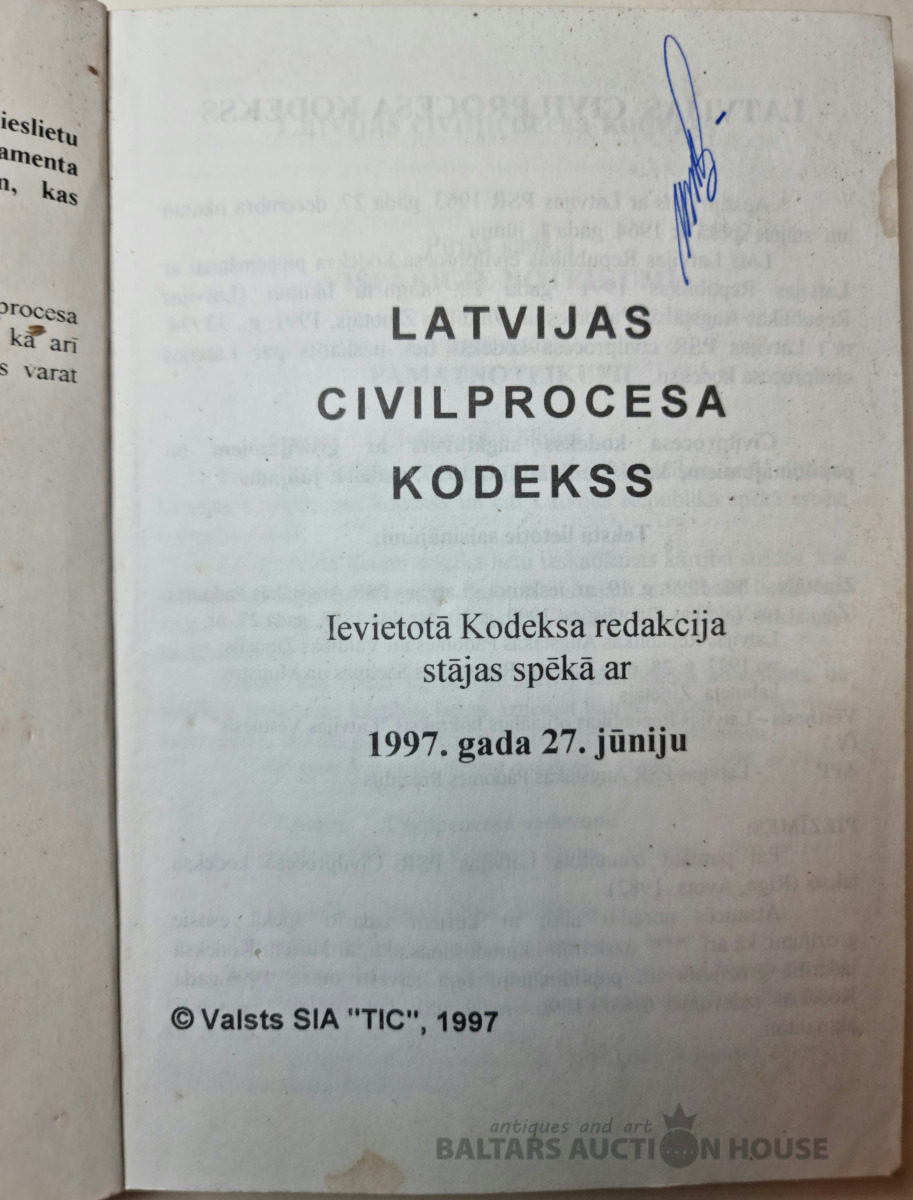 ieslietu
amenta
n, kas
procesa
kā arī
s varat
LATVIJAS
CIVILPROCESA
KODEKSS
Ievietotā Kodeksa redakcija
stājas spēkā ar
1997. gada 27. jūniju
© Valsts SIA "TIC", 1997
antiques and art
BALTARS AUCTION HOUSE